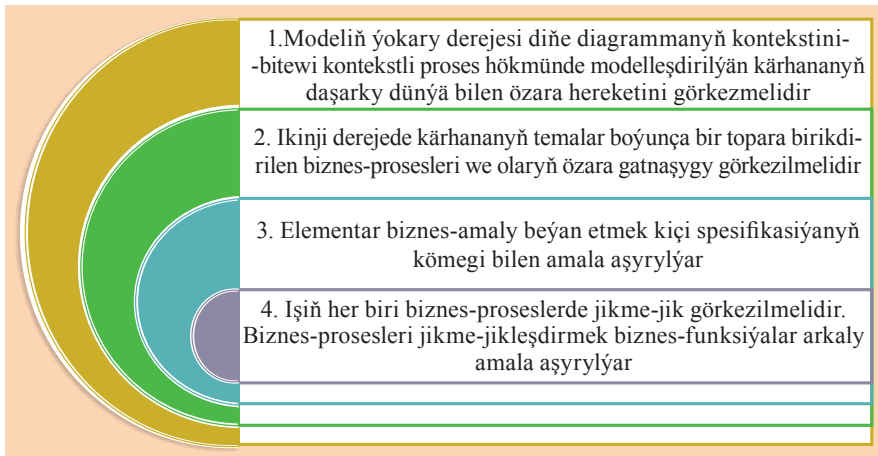 1.Modeliň ýokary derejesi diňe diagrammanyň kontekstini-
-bitewi kontekstli proses hökmünde modelleşdirilýän kärhananyň
daşarky dünýä bilen özara hereketini görkezmelidir
2. Ikinji derejede kärhananyň temalar boýunça bir topara birikdi-
rilen biznes-prosesleri we olaryň özara gatnaşygy görkezilmelidir
3. Elementar biznes-amaly beýan etmek kiçi spesifikasiýanyň
kömegi bilen amala aşyrylýar
4. Işiň her biri biznes-proseslerde jikme-jik görkezilmelidir.
Biznes-prosesleri jikme-jikleşdirmek biznes-funksiýalar arkaly
amala aşyrylýar